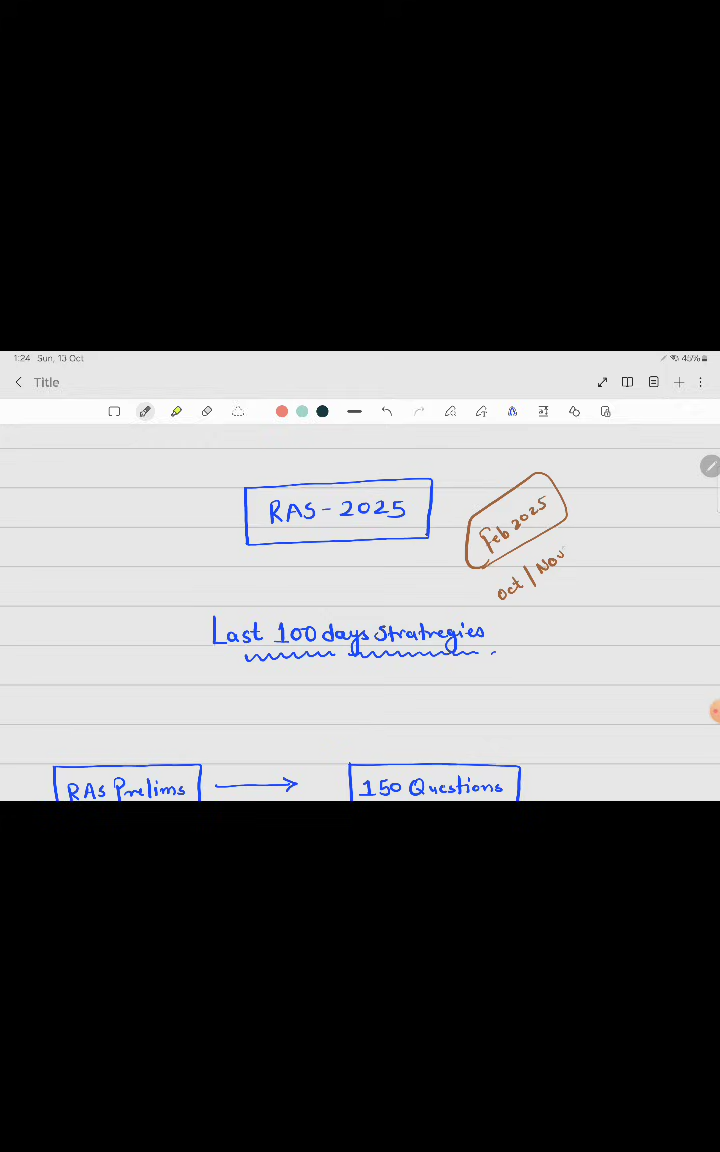 1:24 Sun, 13 Oct
45%
Title
RAS - 2025
Feb 2025
Oct / Nov
Last 100 days Stratregies
RAs Prelims
150 Questions